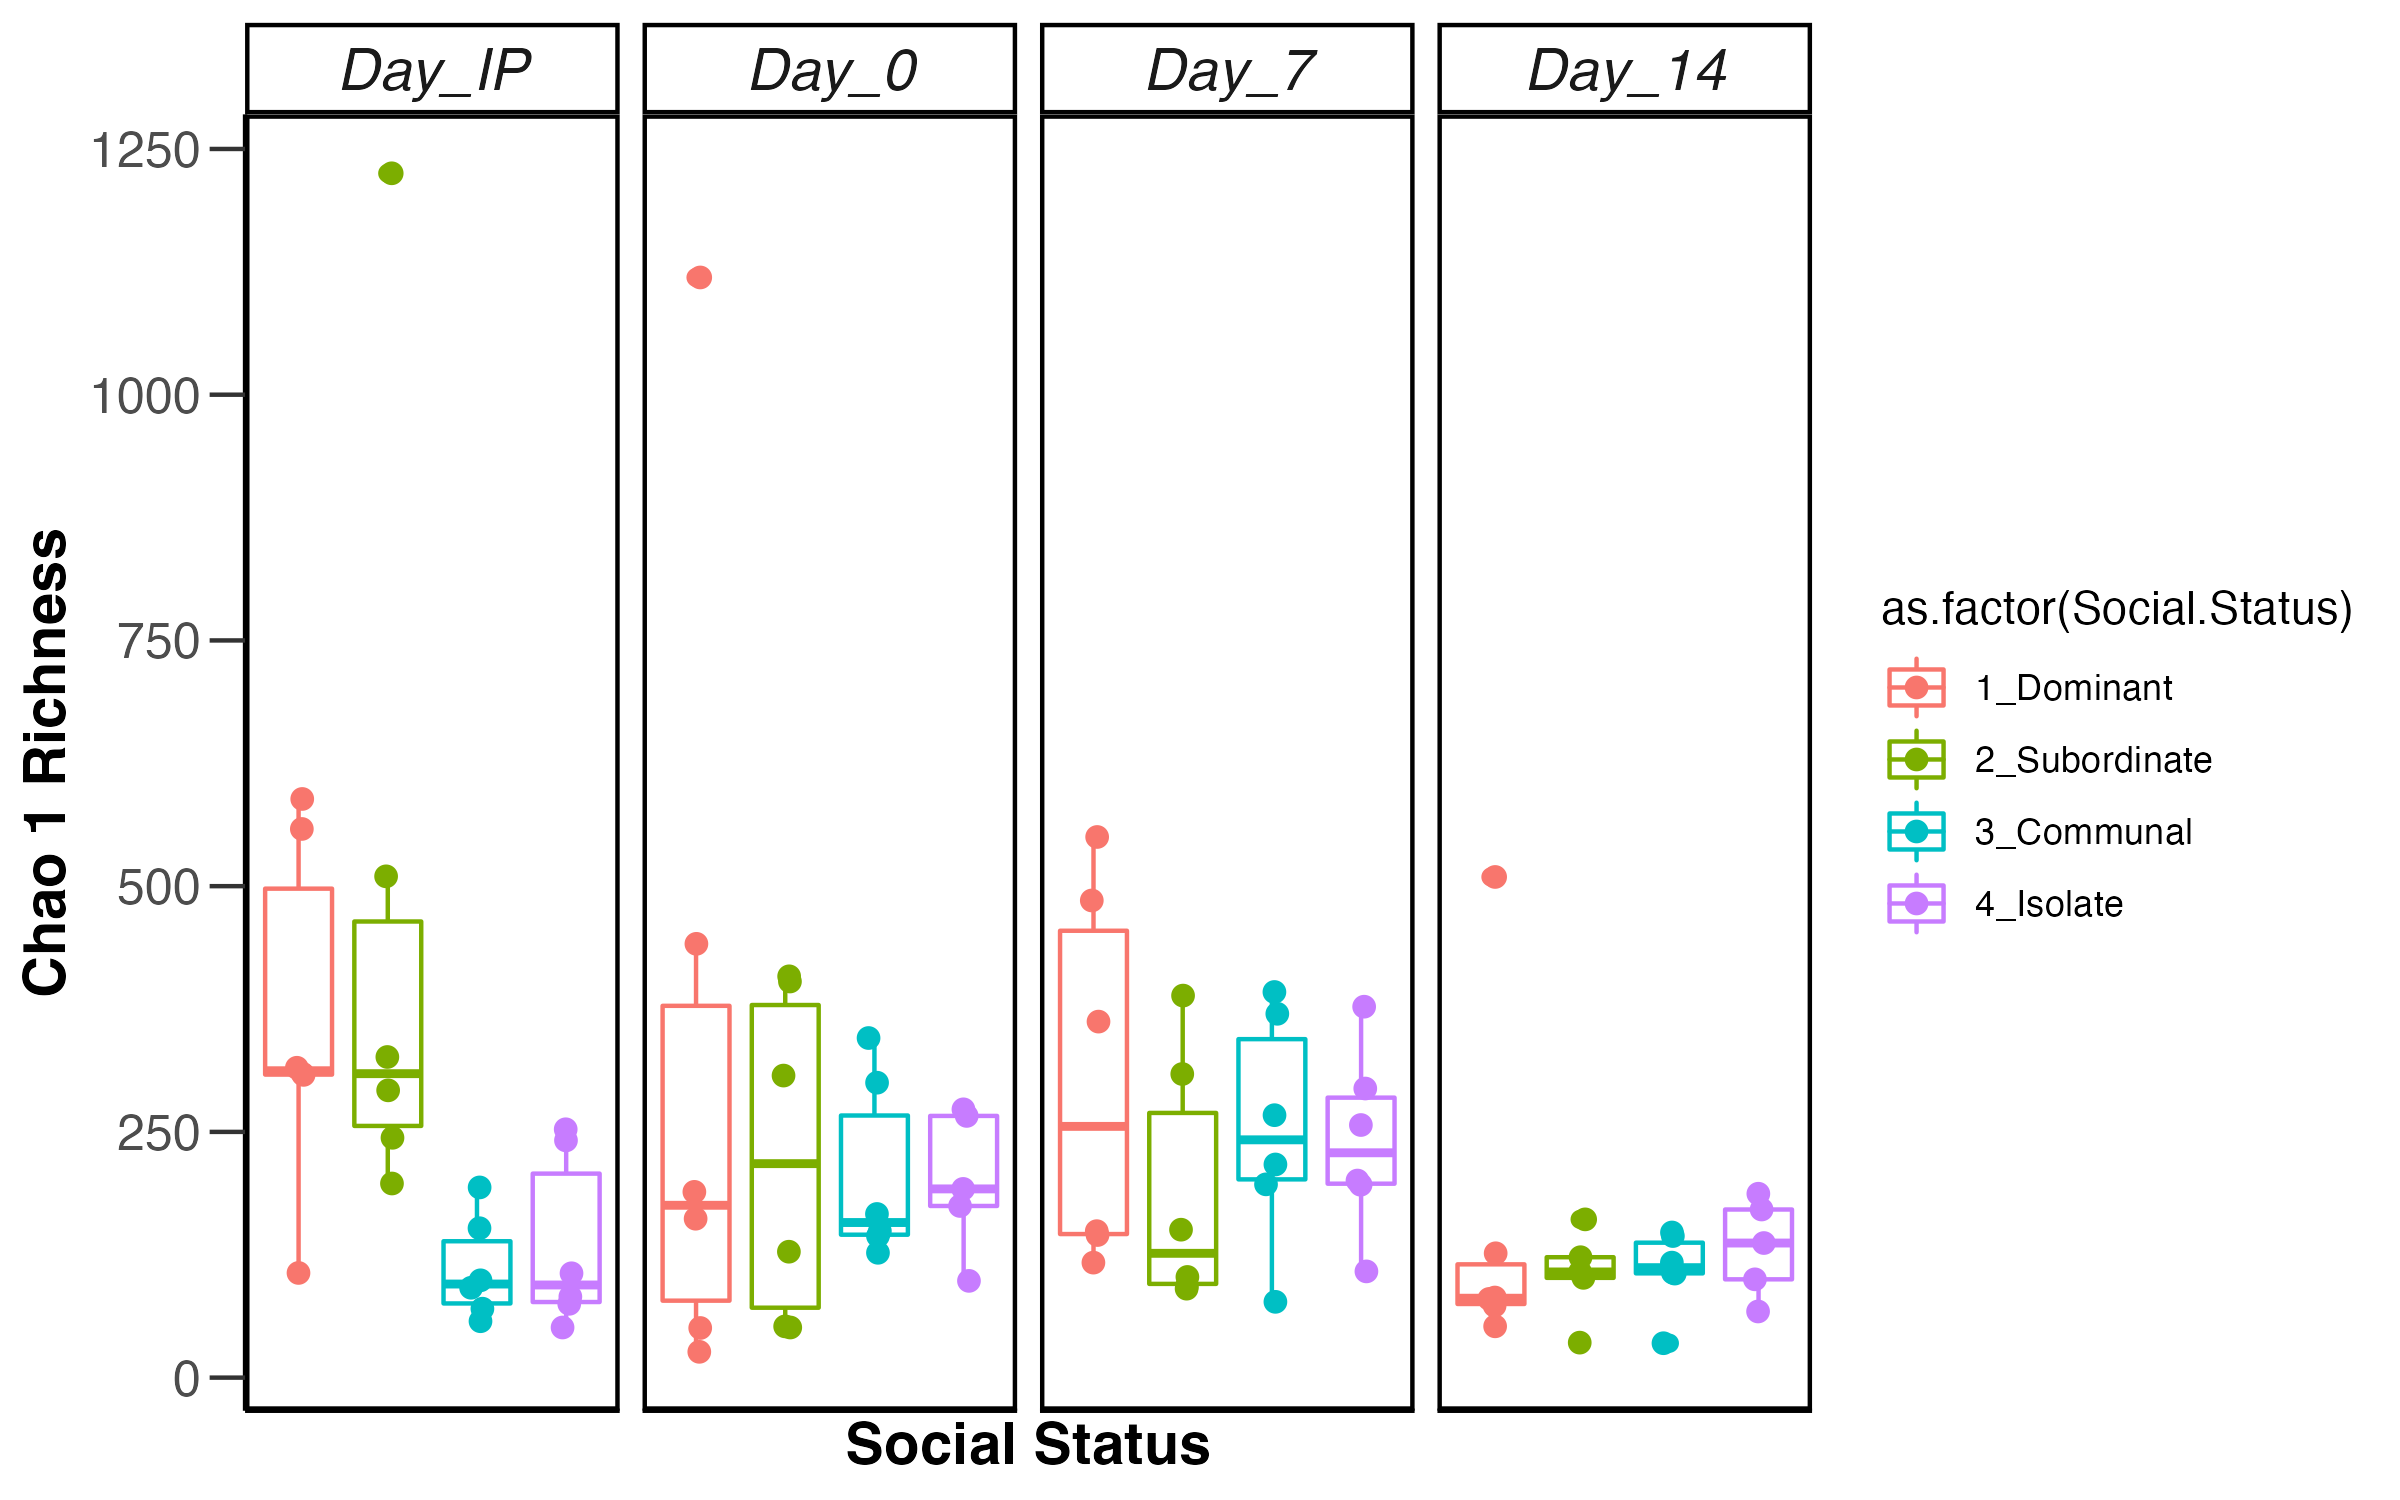 Day_IP
Day_0
Day_7
Day_14
1250
1000
750
500
250
0
Chao 1 Richness
Social Status
as.factor(Social.Status)
1_Dominant
2_Subordinate
3_Communal
4_Isolate